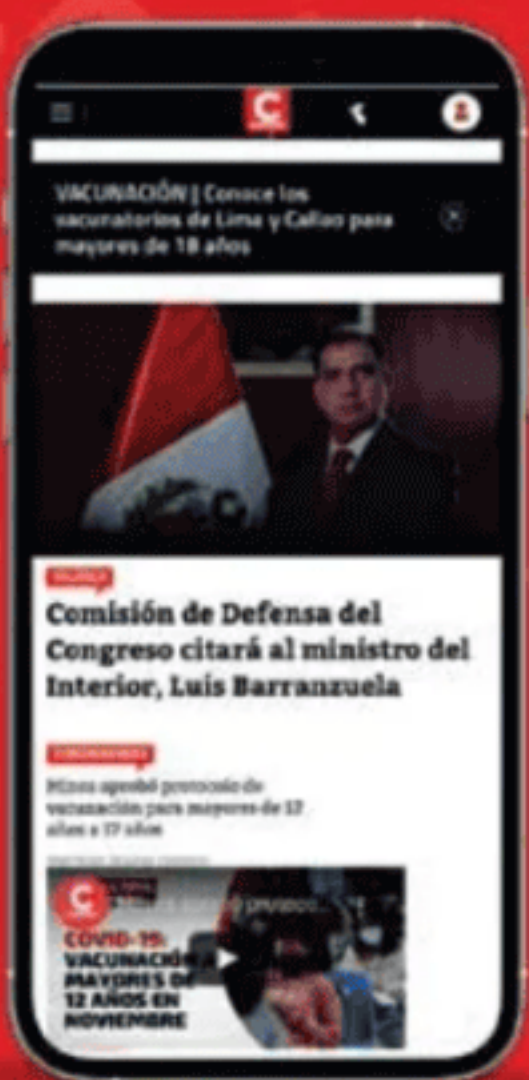 C
VACUNACIÓN | Conoce los
vacunatorios de Lima y Callao para
mayores de 18 años
Comisión de Defensa del
Congreso citará al ministro del
Interior, Luis Barranzuela
Minsa aprobó protocolo de
vacunación para mayores de 12
años a 17 años
C
COVID-19:
VACUNACIÓN A
MAYORES DE
12 AÑOS EN
NOVIEMBRE